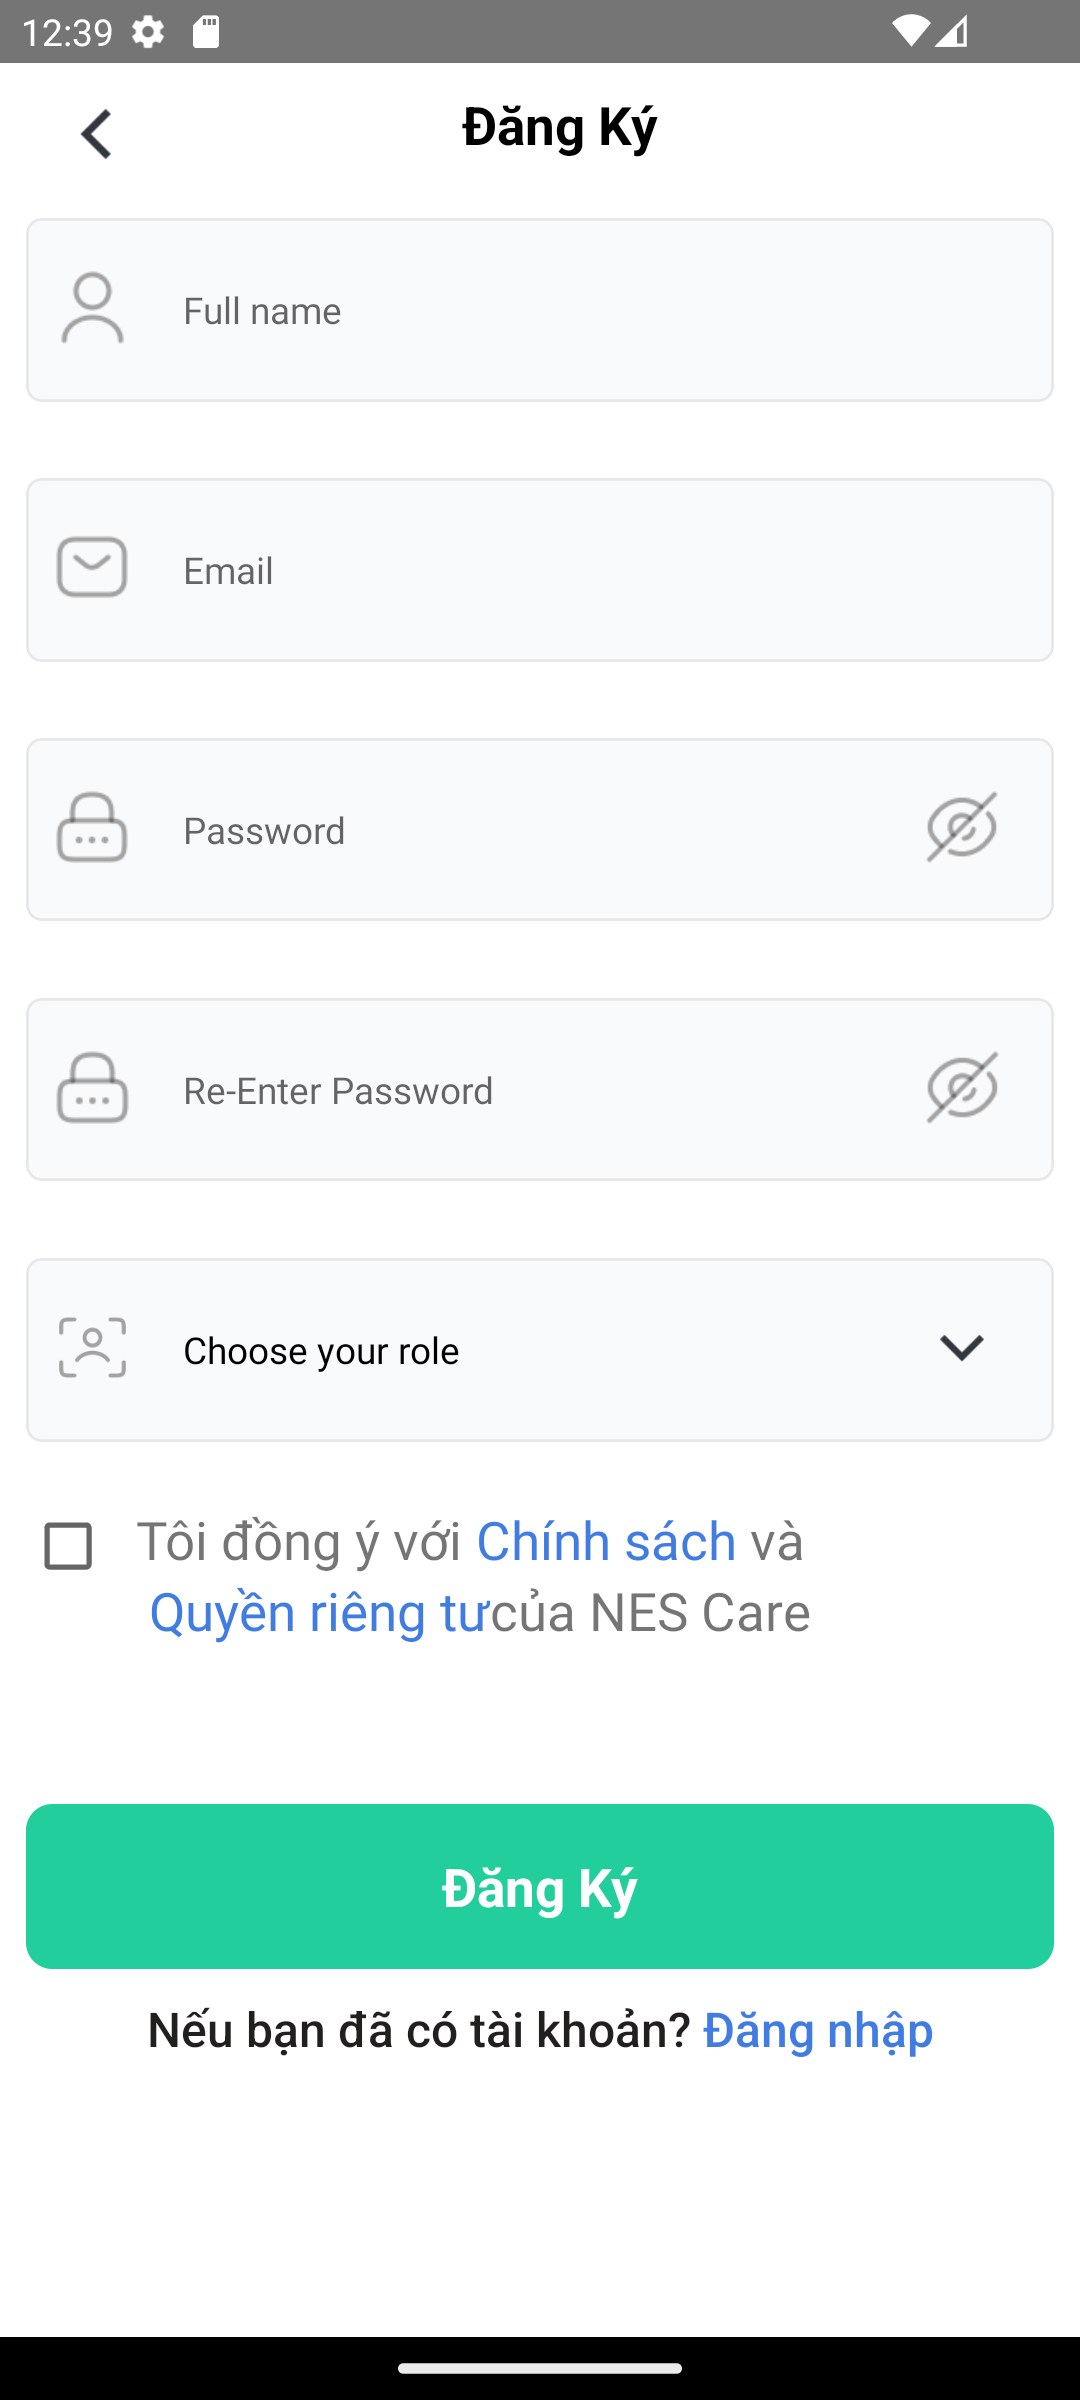 12:39
Đăng Ký
Full name
Email
Password
Re-Enter Password
Choose your role
Tôi đồng ý với Chính sách và
Quyền riêng tưcủa NES Care
Đăng Ký
Nếu bạn đã có tài khoản? Đăng nhập